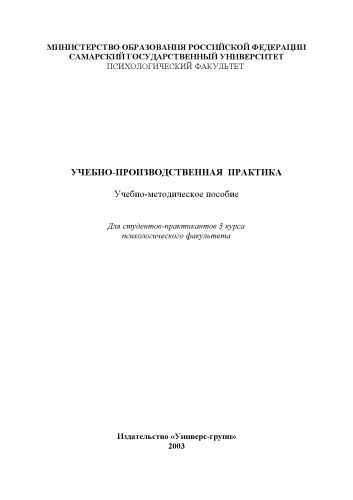 МИНИСТЕРСТВО ОБРАЗОВАНИЯ РОССИЙСКОЙ ФЕДЕРАЦИИ
САМАРСКИЙ ГОСУДАРСТВЕННЫЙ УНИВЕРСИТЕТ
ПСИХОЛОГИЧЕСКИЙ ФАКУЛЬТЕТ
УЧЕБНО-ПРОИЗВОДСТВЕННАЯ ПРАКТИКА
Учебно-методическое пособие
Для студентов-практикантов 3 курса
психологического факультета
Издательство «Универс-групп»
2003